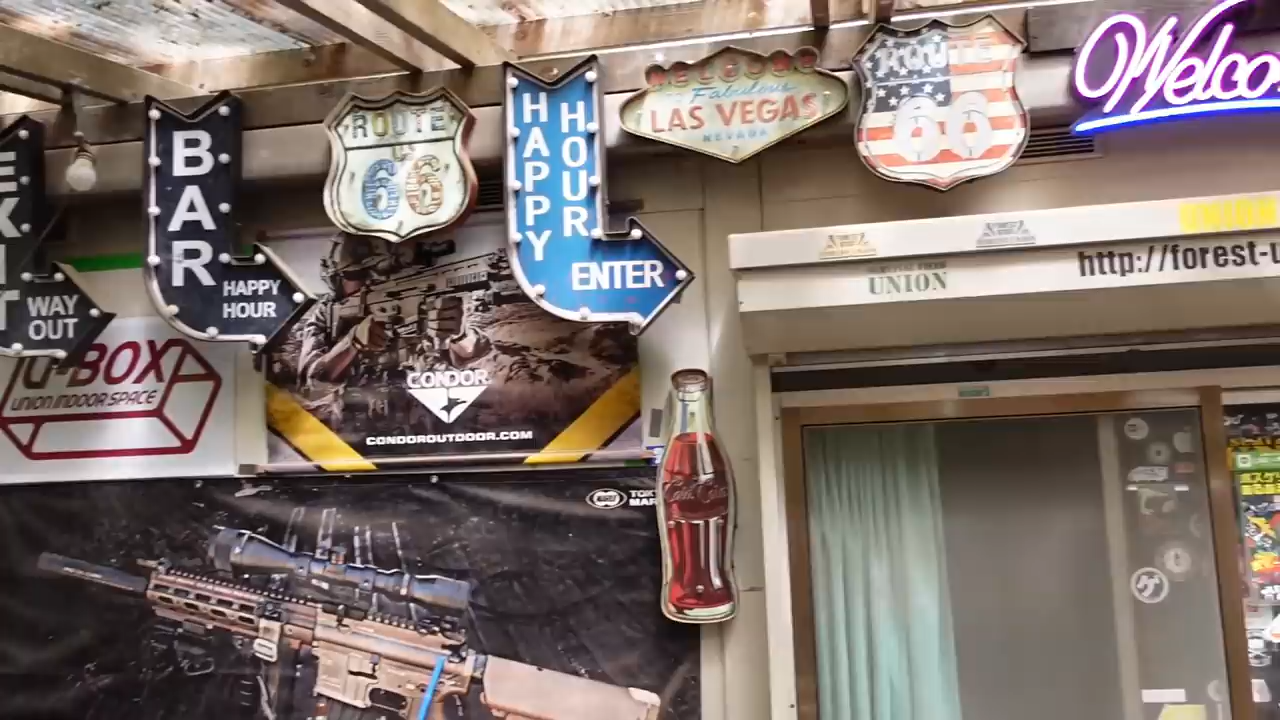 BAR
HAPPY
HOUR
WAY
OUT
ROUTE
66
HAPPY
HOUR
ENTER
WELCOME
Fabulous
LAS VEGAS
NEVADA
ROUTE
66
UNION
UNION
http://forest-u
U-BOX
UNION INDOOR SPACE
CONDOR
CONDOROUTDOOR.COM
Coca-Cola